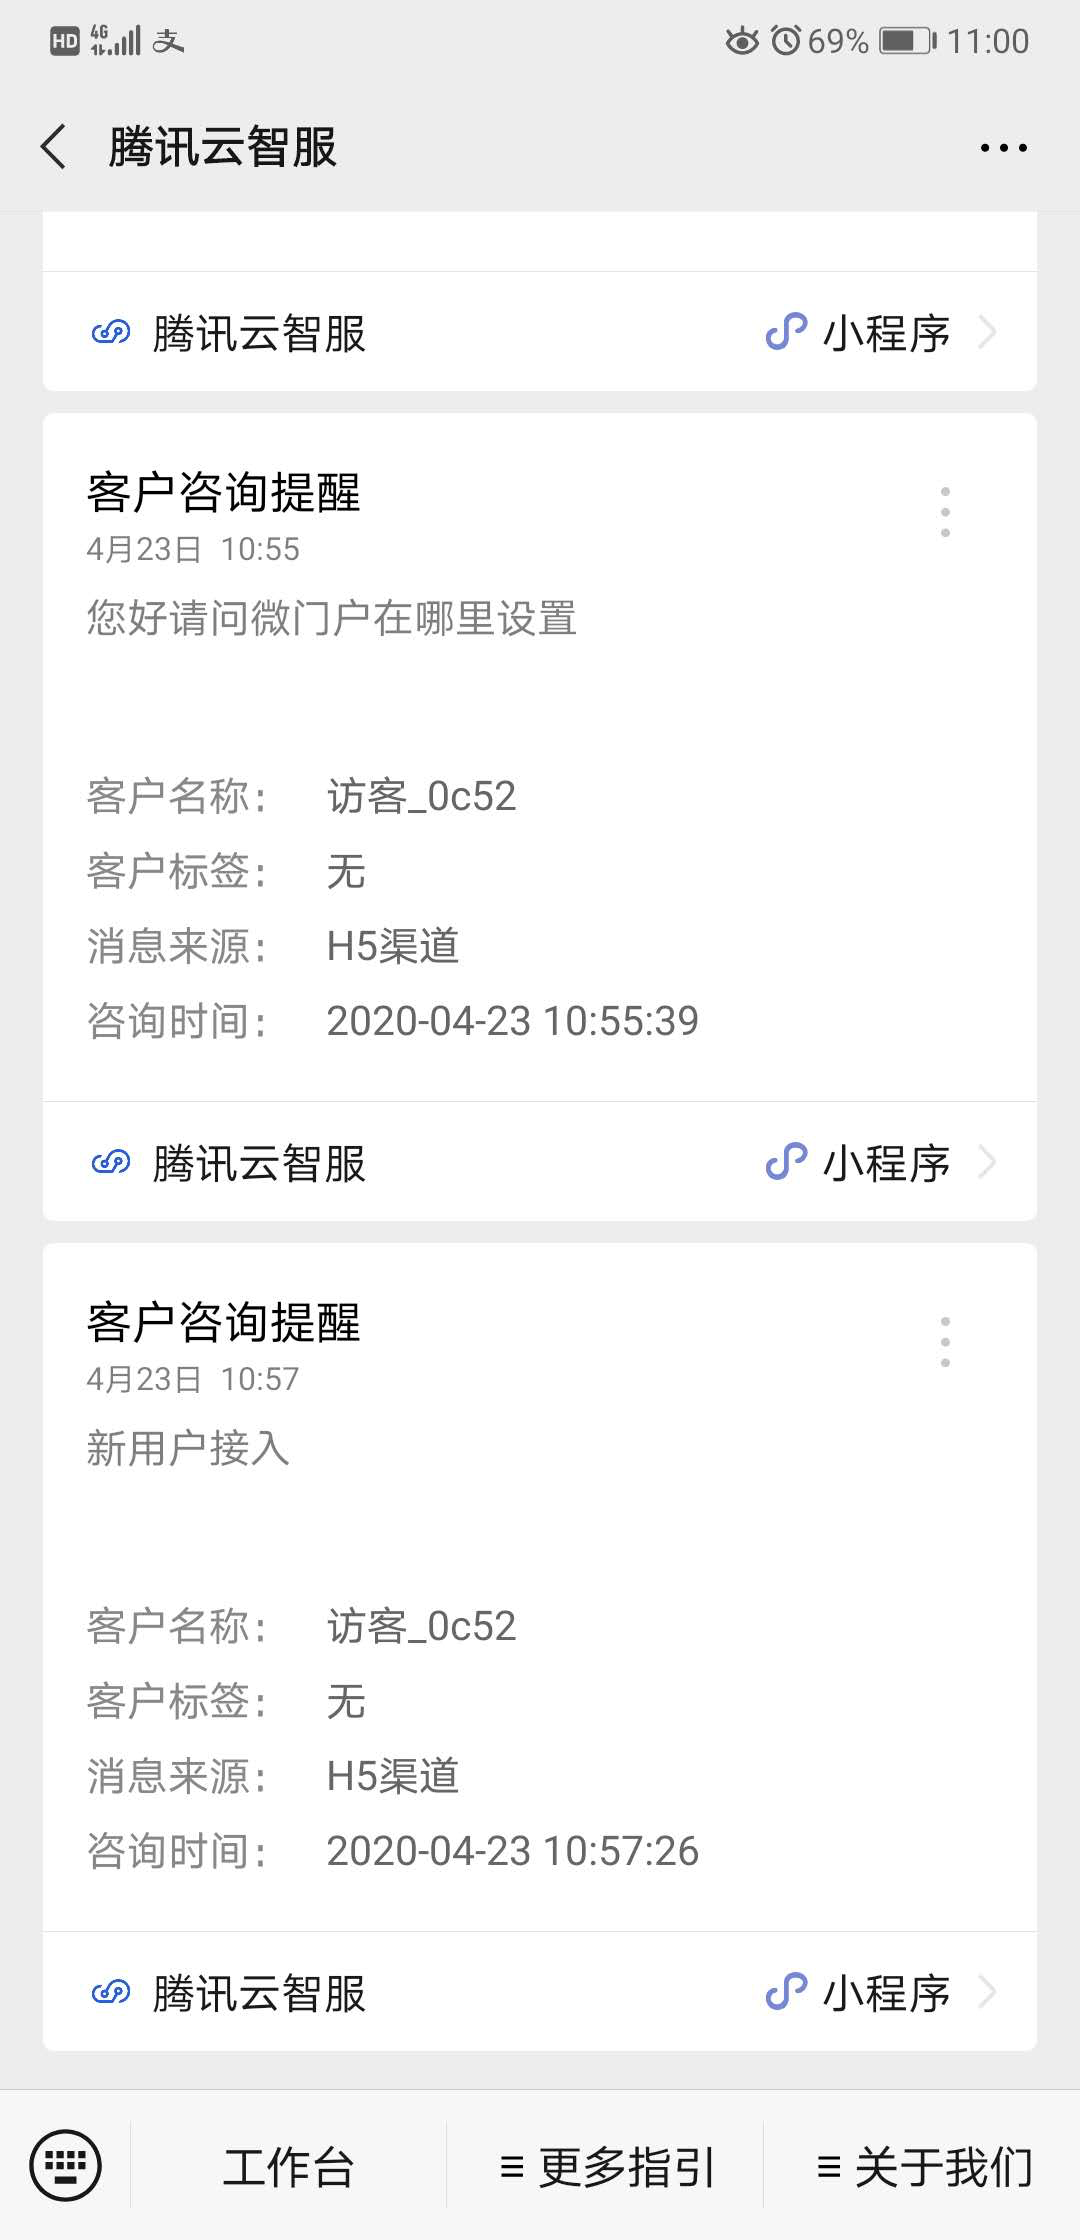 HD 4G 支 69% 11:00
腾讯云智服
腾讯云智服 小程序
客户咨询提醒
4月23日 10:55
您好请问微门户在哪里设置
客户名称： 访客_0c52
客户标签： 无
消息来源： H5渠道
咨询时间： 2020-04-23 10:55:39
腾讯云智服 小程序
客户咨询提醒
4月23日 10:57
新用户接入
客户名称： 访客_0c52
客户标签： 无
消息来源： H5渠道
咨询时间： 2020-04-23 10:57:26
腾讯云智服 小程序
工作台 更多指引 关于我们